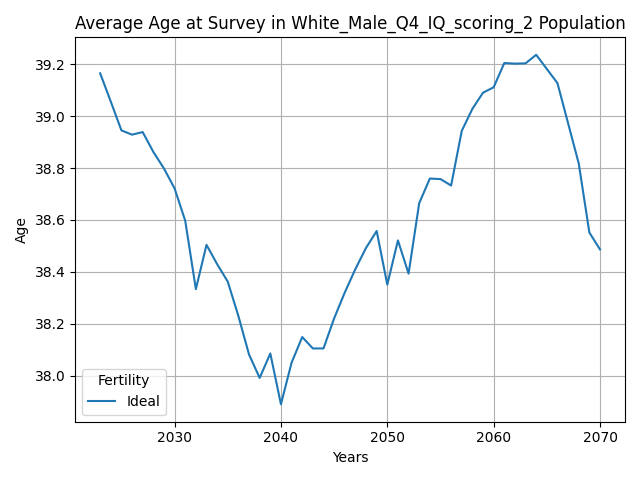 Average Age at Survey in White_Male_Q4_IQ_scoring_2 Population
39.2
39.0
38.8
38.6
38.4
38.2
38.0
Age
Fertility
Ideal
2030 2040 2050 2060 2070
Years